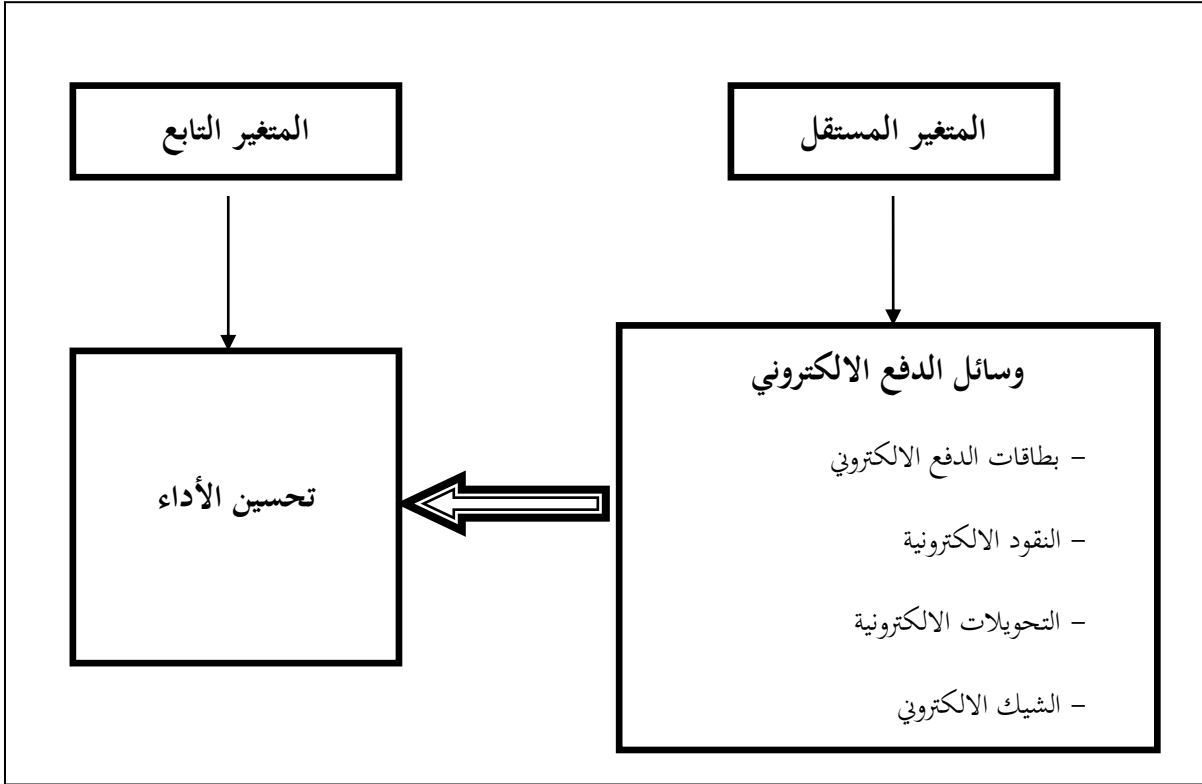 المتغير المستقل
المتغير التابع
وسائل الدفع الالكتروني
– بطاقات الدفع الالكتروني
– النقود الالكترونية
– التحويلات الالكترونية
– الشيك الالكتروني
تحسين الأداء